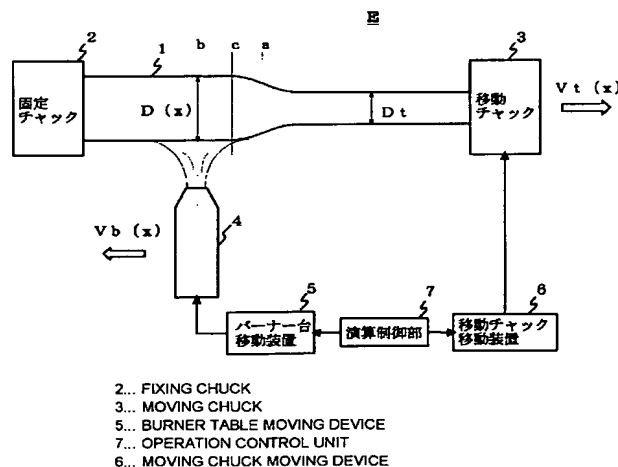 E
2
1
b
c
a
3
固定
チャック
D (x)
D t
移動
チャック
V t (x)
V b (x)
4
5
7
6
バーナー台
移動装置
演算制御部
移動チャック
移動装置
2... FIXING CHUCK
3... MOVING CHUCK
5... BURNER TABLE MOVING DEVICE
7... OPERATION CONTROL UNIT
6... MOVING CHUCK MOVING DEVICE